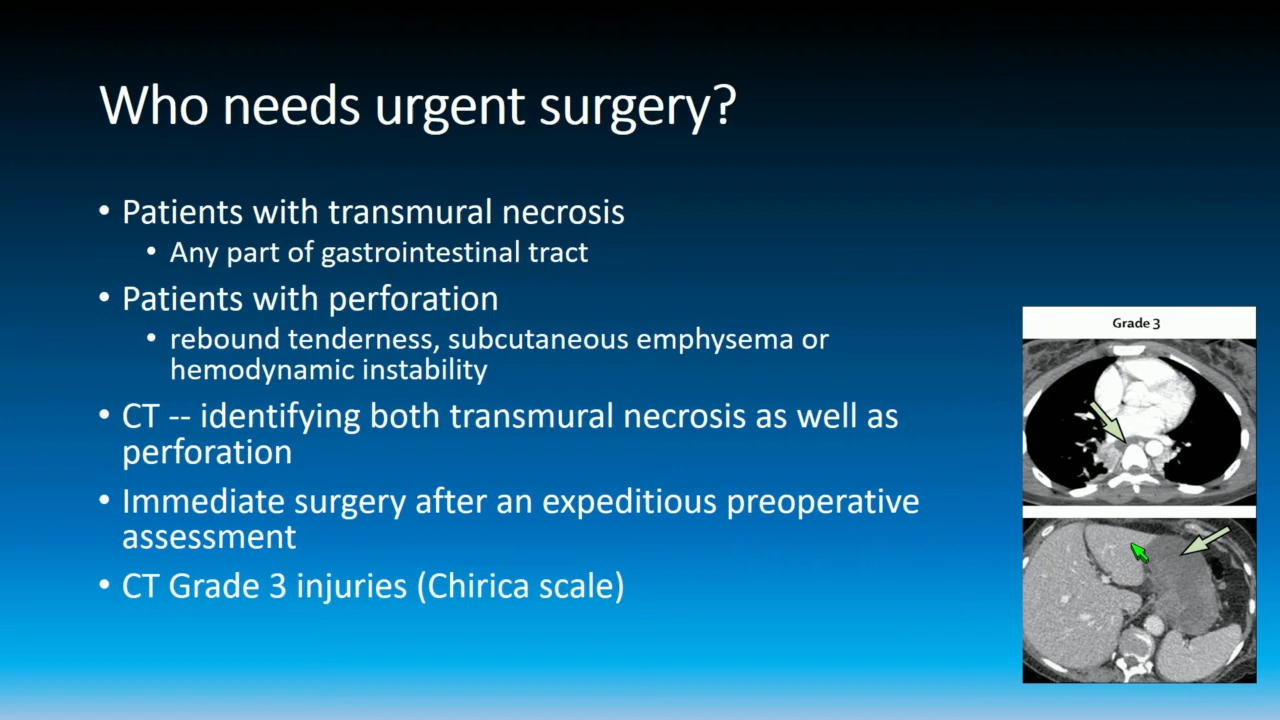 Who needs urgent surgery?
• Patients with transmural necrosis
• Any part of gastrointestinal tract
• Patients with perforation
• rebound tenderness, subcutaneous emphysema or
hemodynamic instability
• CT -- identifying both transmural necrosis as well as
perforation
• Immediate surgery after an expeditious preoperative
assessment
• CT Grade 3 injuries (Chirica scale)
Grade 3